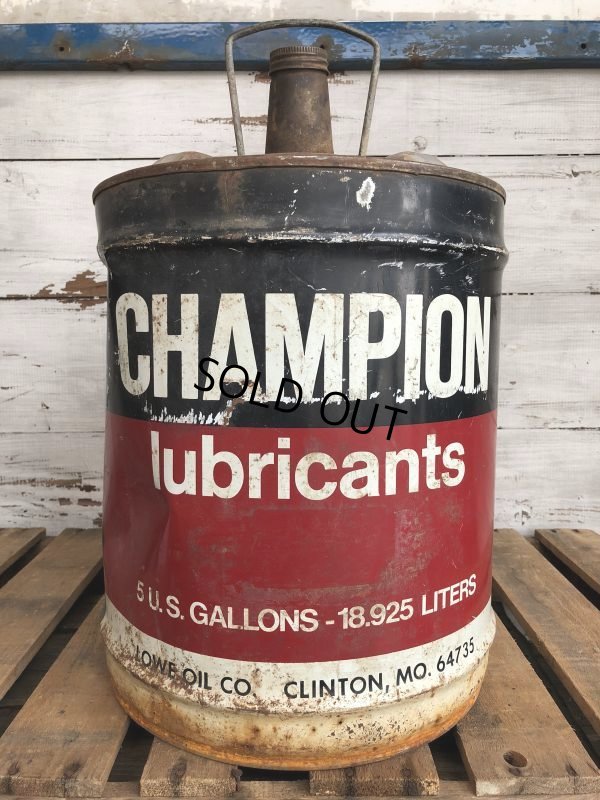 CHAMPION
SOLD OUT
lubricants
5 U.S. GALLONS - 18.925 LITERS
LOWE OIL CO. CLINTON, MO. 64735